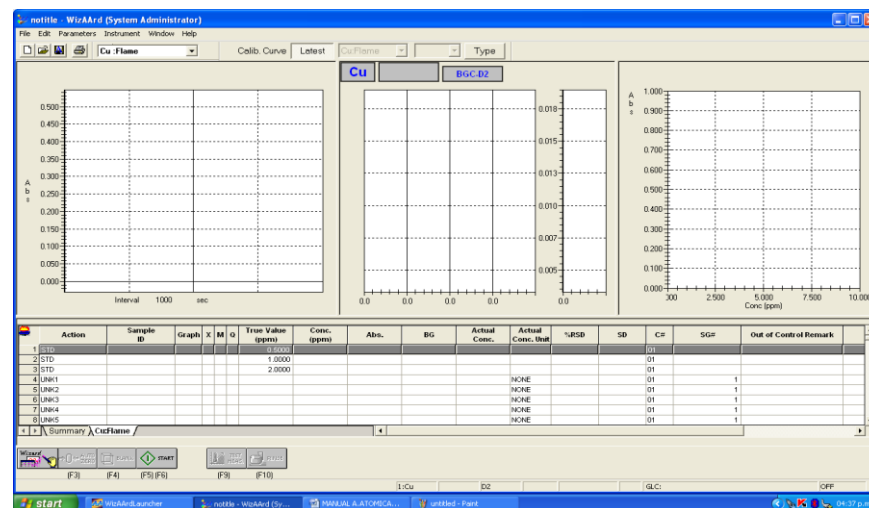 notitle - WizAArd (System Administrator)
File Edit Parameters Instrument Window Help
Cu :Flame Calib. Curve Latest Cu:Flame Type
Cu BGC-D2
Abs
0.500
0.450
0.400
0.350
0.300
0.250
0.200
0.150
0.100
0.050
0.000
Interval 1000 sec
0.018
0.015
0.013
0.010
0.007
0.005
0.0 0.0 0.0 0.0 0.0
Abs
1.000
0.900
0.800
0.700
0.600
0.500
0.400
0.300
0.200
0.100
0.000
300 2.500 5.000 7.500 10.000
Conc (ppm)
Action Sample ID Graph X M Q True Value (ppm) Conc. (ppm) Abs. BG Actual Conc. Actual Conc. Unit %RSD SD C# SG# Out of Control Remark
1 STD 0.5000 01
2 STD 1.0000 01
3 STD 2.0000 01
4 UNK1 NONE 01 1
5 UNK2 NONE 01 1
6 UNK3 NONE 01 1
7 UNK4 NONE 01 1
8 UNK5 NONE 01 1
Summary Cu:Flame
Wizard AUTO ZERO BLANK START TEST MEAS.
(F3) (F4) (F5) (F6) (F9) (F10)
1:Cu D2 GLC: OFF
start WizAArdLauncher notitle - WizAArd (Sy... MANUAL A.ATOMICA... untitled - Paint 04:37 p.m.